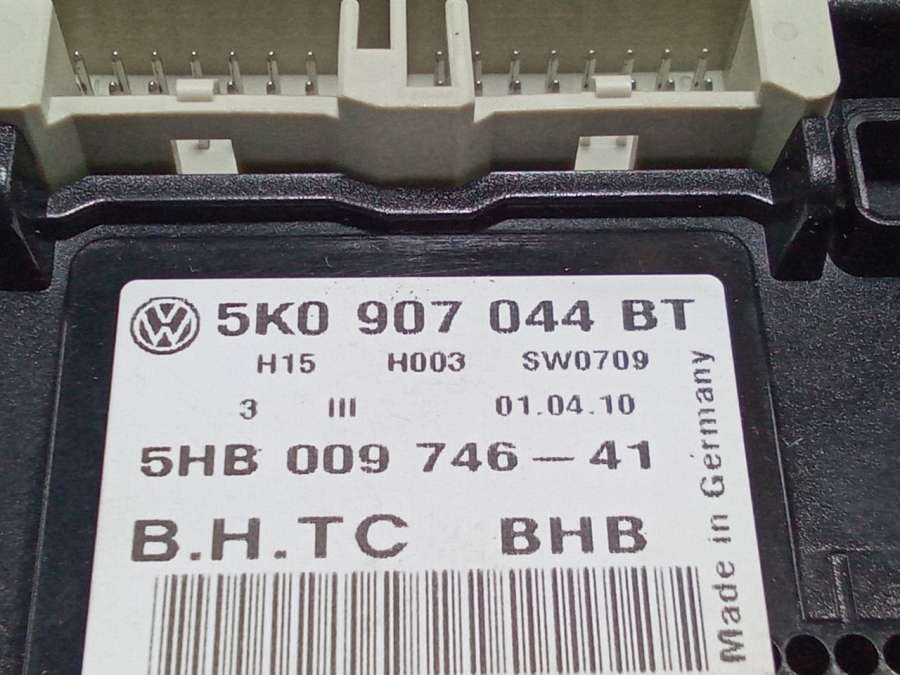 5K0 907 044 BT
H15 H003 SW0709
3 III 01.04.10
5HB 009 746-41
B.H.TC BHB
Made in Germany